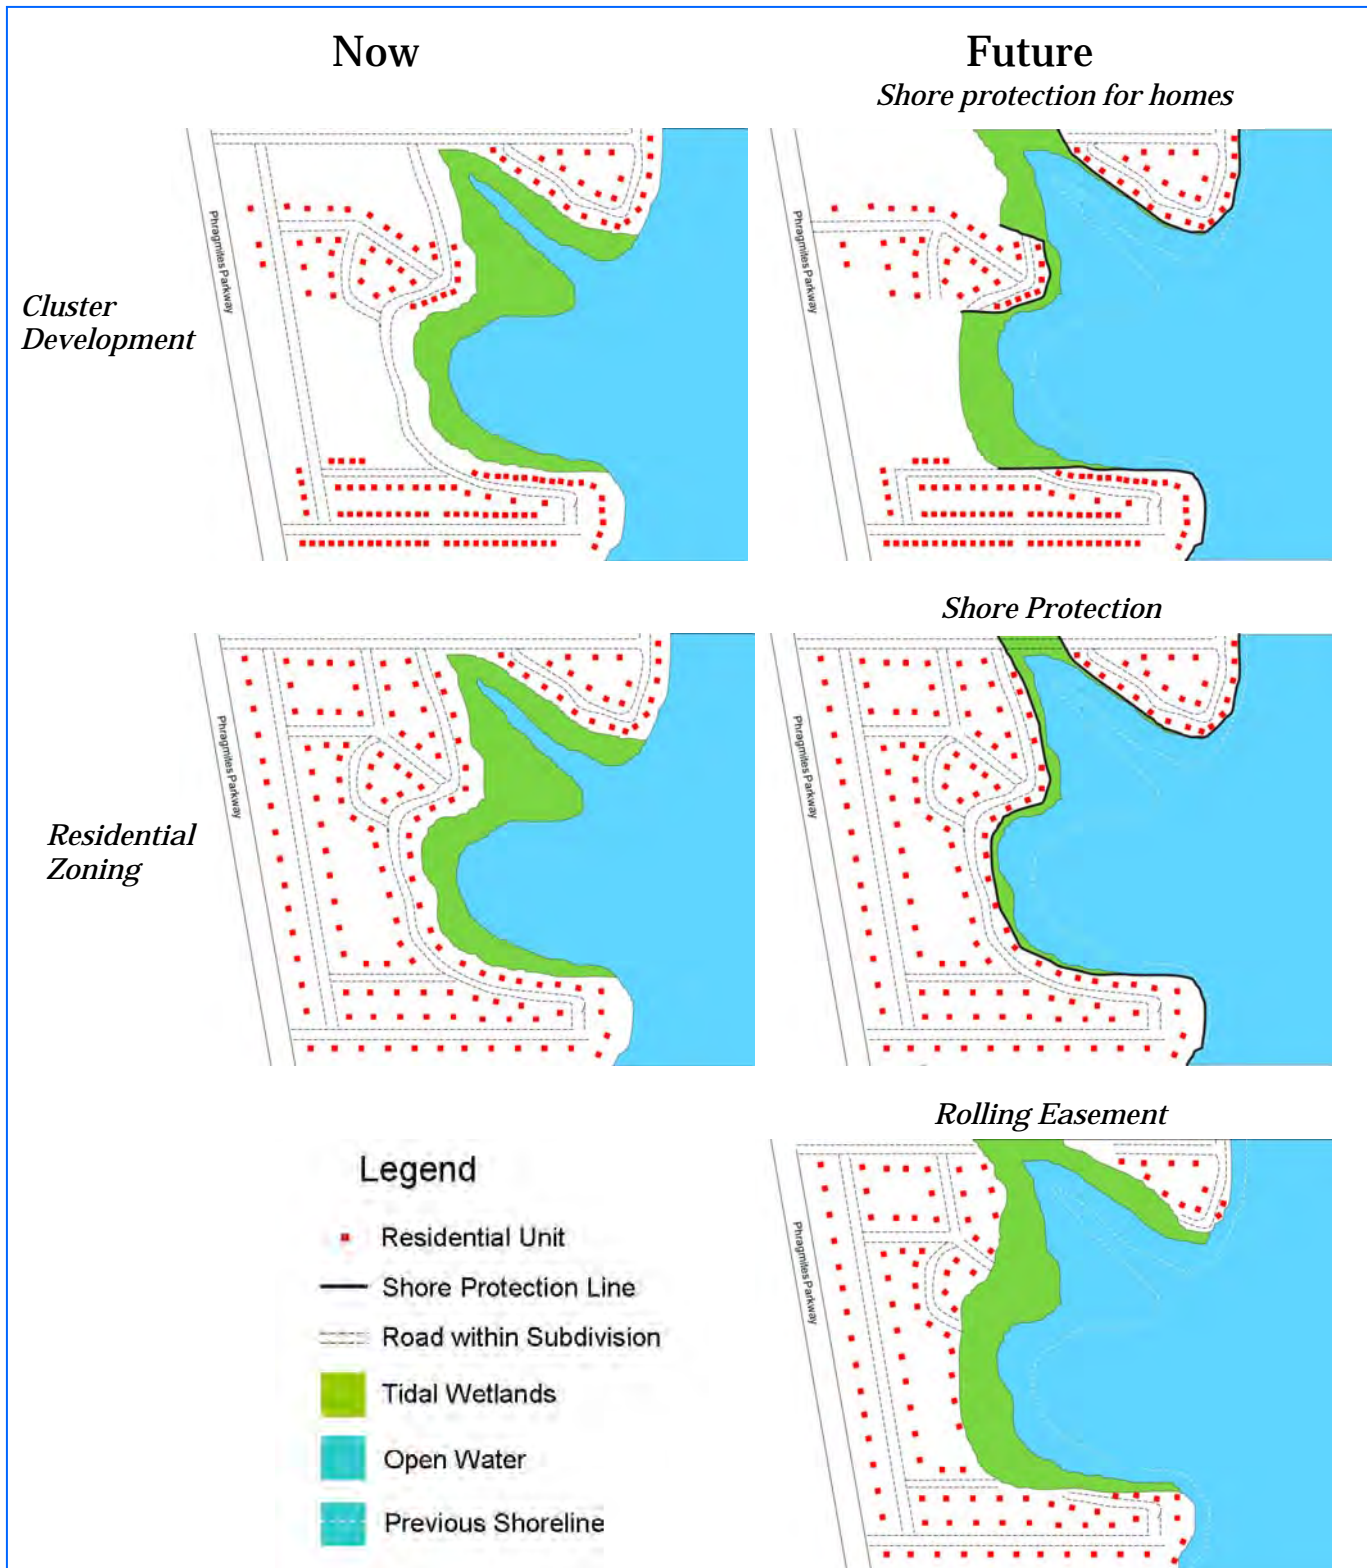 Now
Future
Shore protection for homes
Phragmites Parkway
Phragmites Parkway
Cluster
Development
Shore Protection
Phragmites Parkway
Phragmites Parkway
Residential
Zoning
Rolling Easement
Phragmites Parkway
Legend
Residential Unit
Shore Protection Line
Road within Subdivision
Tidal Wetlands
Open Water
Previous Shoreline